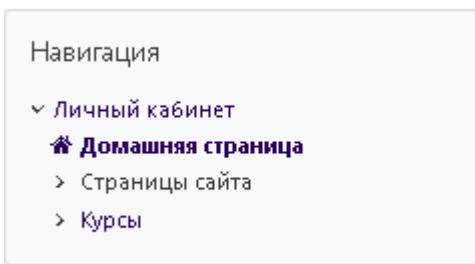 Навигация
Личный кабинет
Домашняя страница
Страницы сайта
Курсы